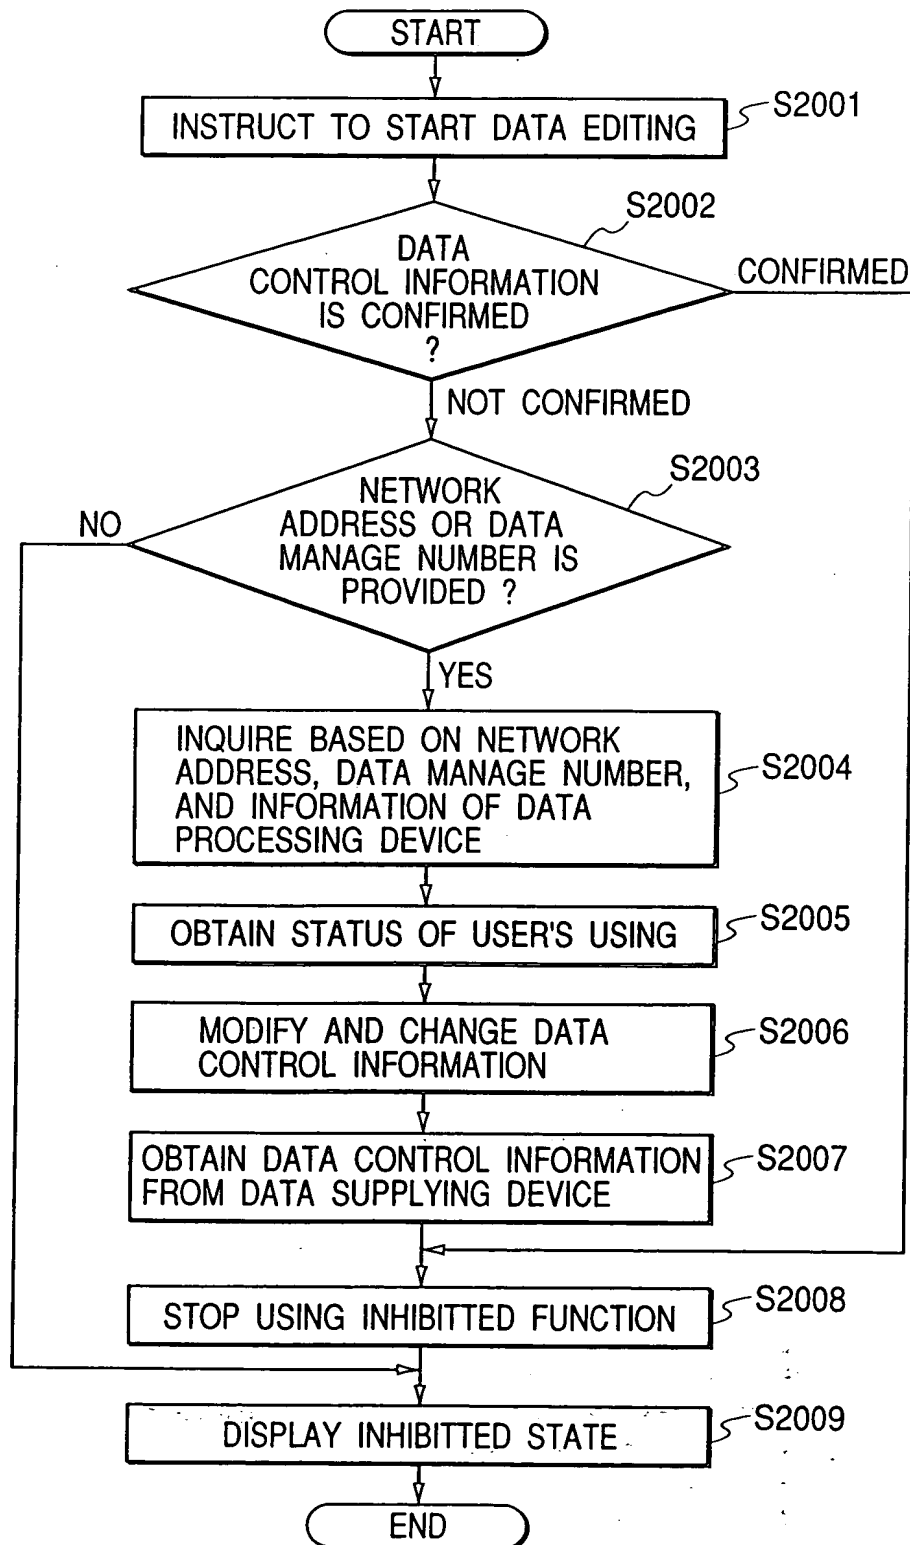 START
INSTRUCT TO START DATA EDITING
S2001
S2002
DATA
CONTROL INFORMATION
IS CONFIRMED
?
CONFIRMED
NOT CONFIRMED
S2003
NETWORK
ADDRESS OR DATA
MANAGE NUMBER IS
PROVIDED ?
NO
YES
INQUIRE BASED ON NETWORK
ADDRESS, DATA MANAGE NUMBER,
AND INFORMATION OF DATA
PROCESSING DEVICE
S2004
OBTAIN STATUS OF USER'S USING
S2005
MODIFY AND CHANGE DATA
CONTROL INFORMATION
S2006
OBTAIN DATA CONTROL INFORMATION
FROM DATA SUPPLYING DEVICE
S2007
STOP USING INHIBITTED FUNCTION
S2008
DISPLAY INHIBITTED STATE
S2009
END